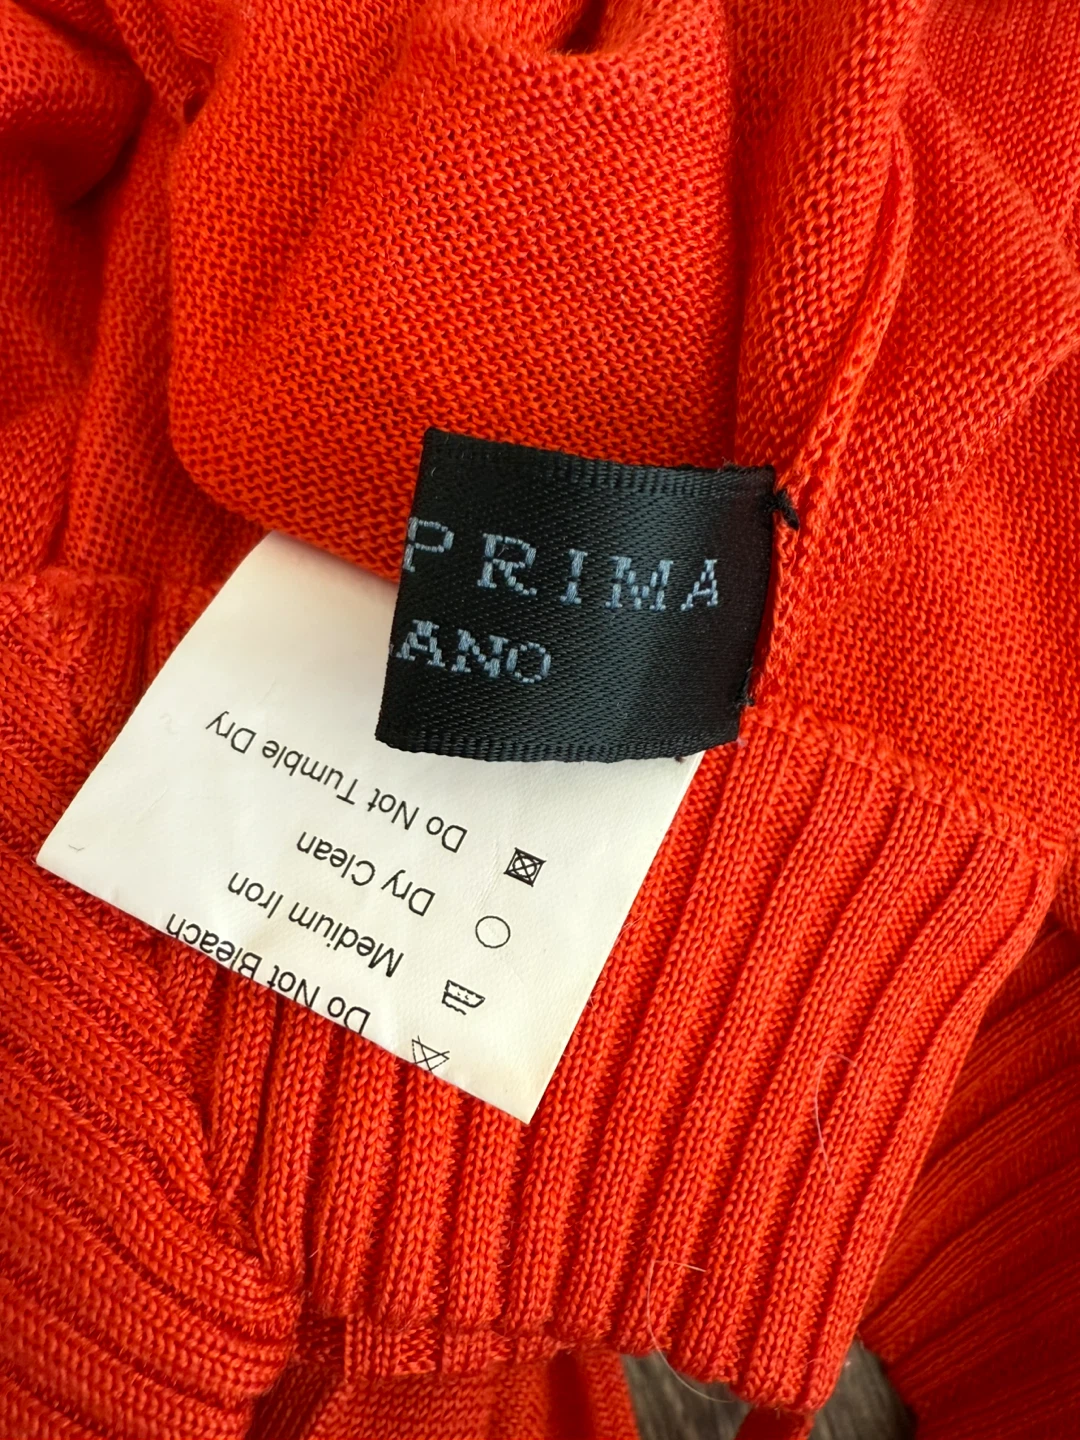 PRIMA
ANO
Do Not Bleach
Medium Iron
Dry Clean
Do Not Tumble Dry